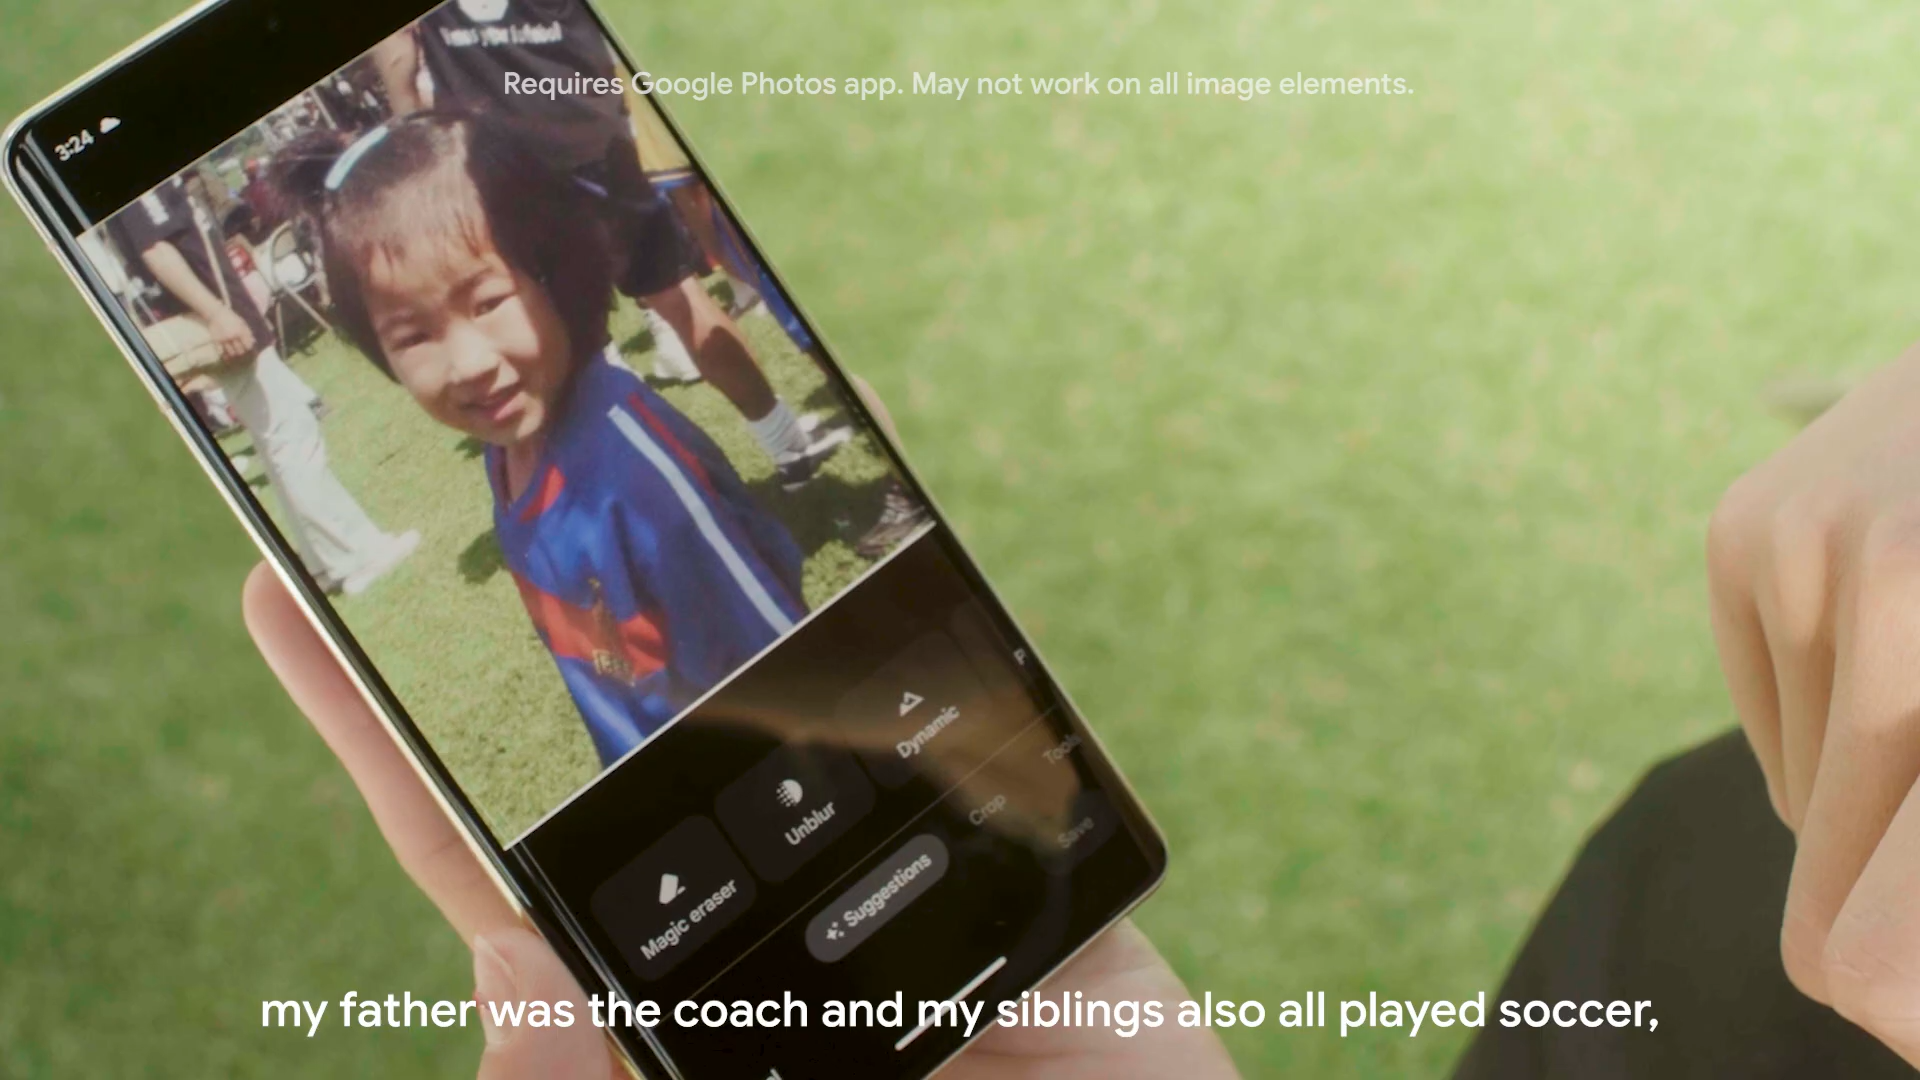 Requires Google Photos app. May not work on all image elements.
3:24
Dynamic
Tools
Unblur
Crop
Save
Magic eraser
Suggestions
my father was the coach and my siblings also all played soccer,